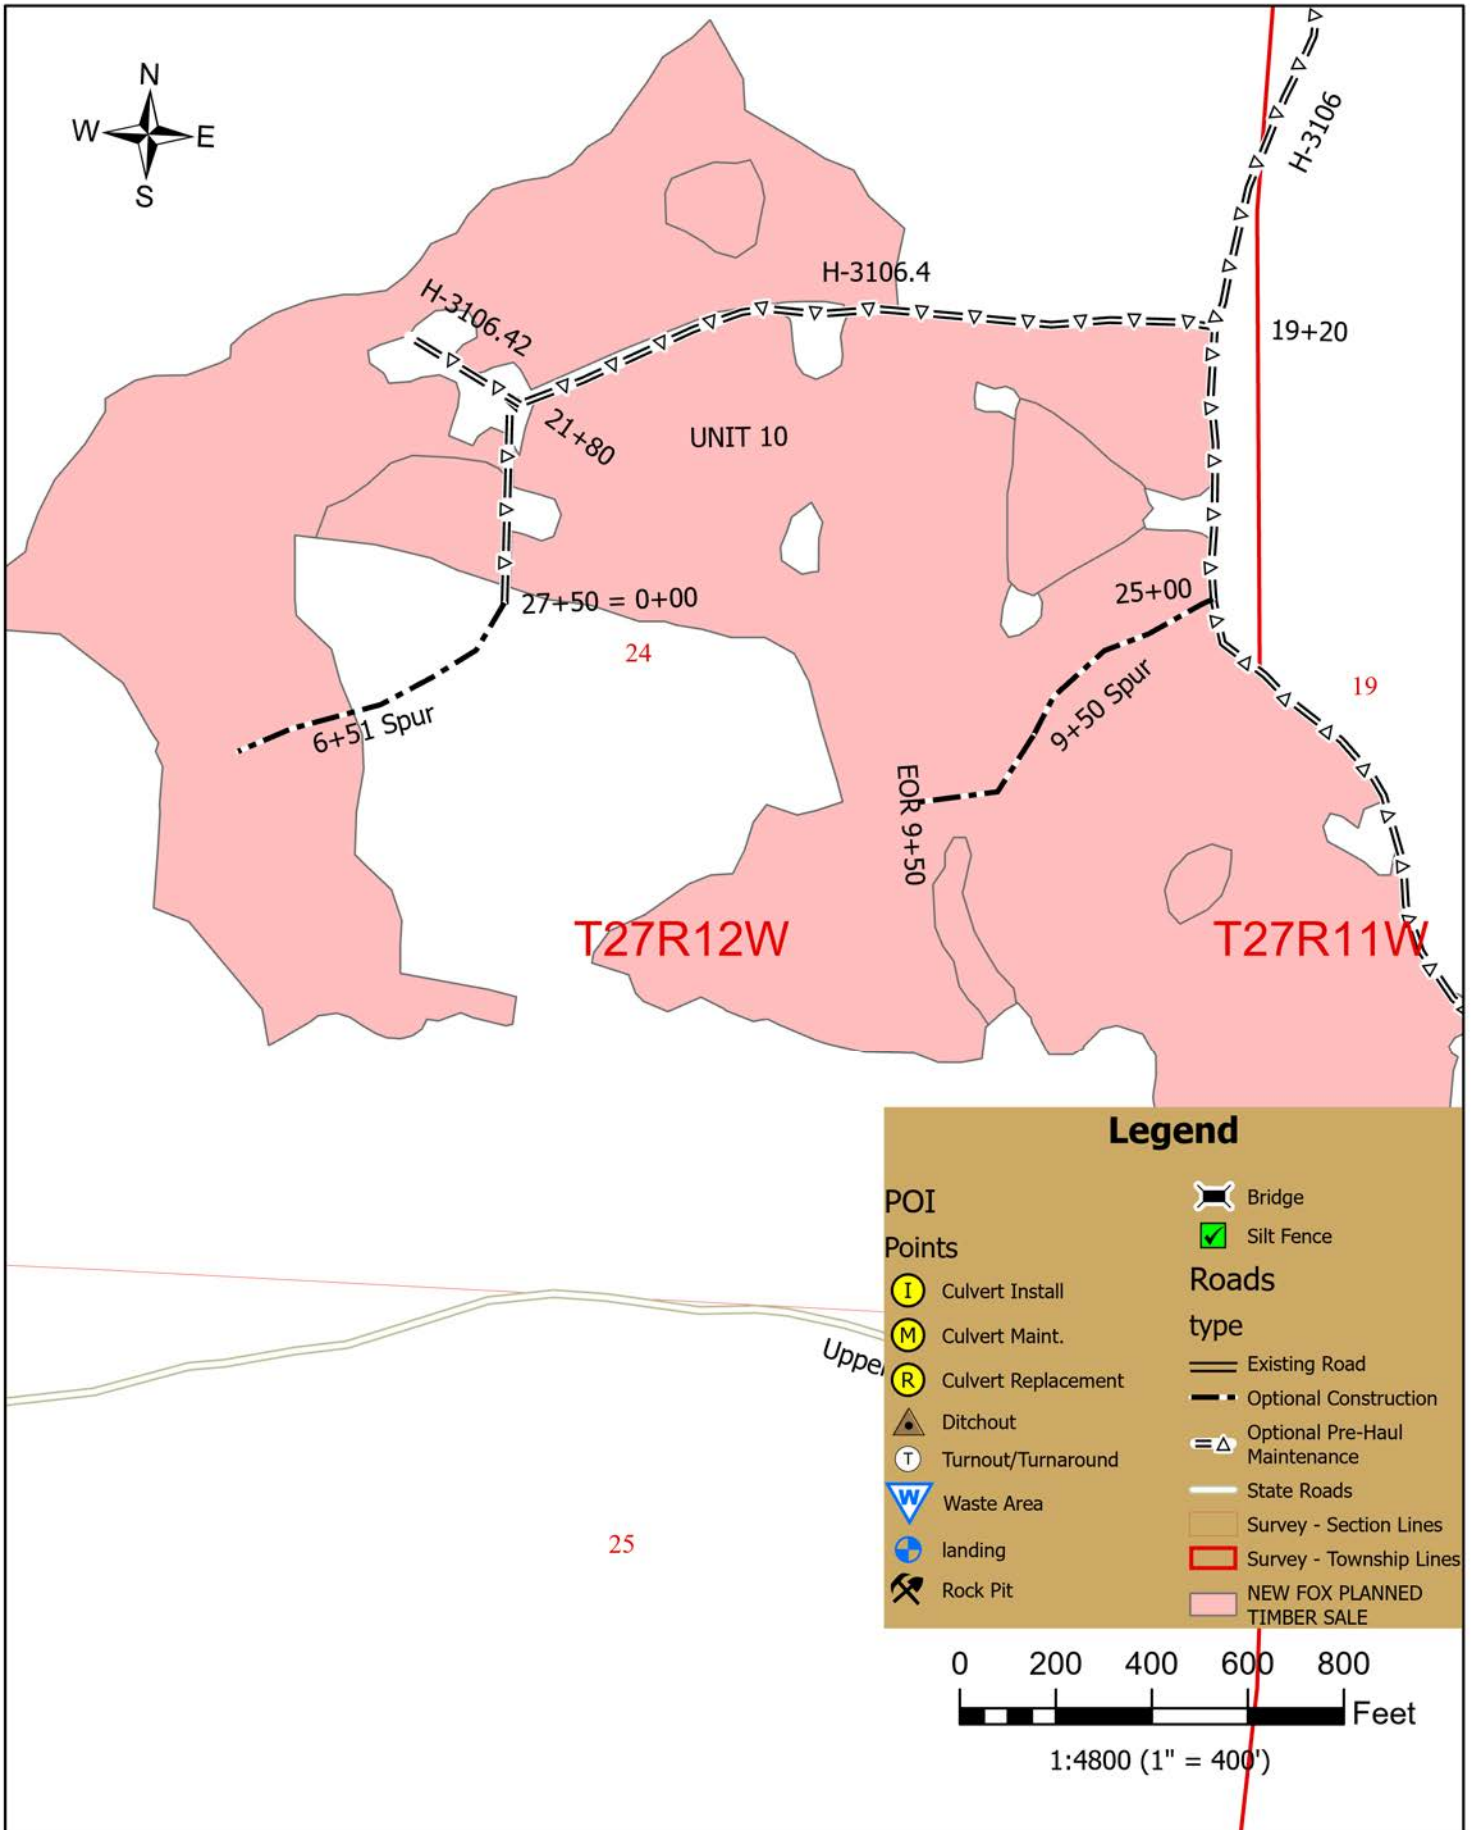 N
W E
S
H-3106
H-3106.4
H-3106.42
19+20
21+80
UNIT 10
25+00
27+50 = 0+00
24
19
9+50 Spur
6+51 Spur
EOR 9+50
T27R12W
T27R11W
Legend
POI
Points
Culvert Install
I
Culvert Maint.
M
Culvert Replacement
R
Ditchout
Turnout/Turnaround
T
Waste Area
W
landing
Rock Pit
Bridge
Silt Fence
Roads
type
Existing Road
Optional Construction
Optional Pre-Haul
Maintenance
State Roads
Survey - Section Lines
Survey - Township Lines
NEW FOX PLANNED
TIMBER SALE
Upper
25
0 200 400 600 800
Feet
1:4800 (1" = 400')